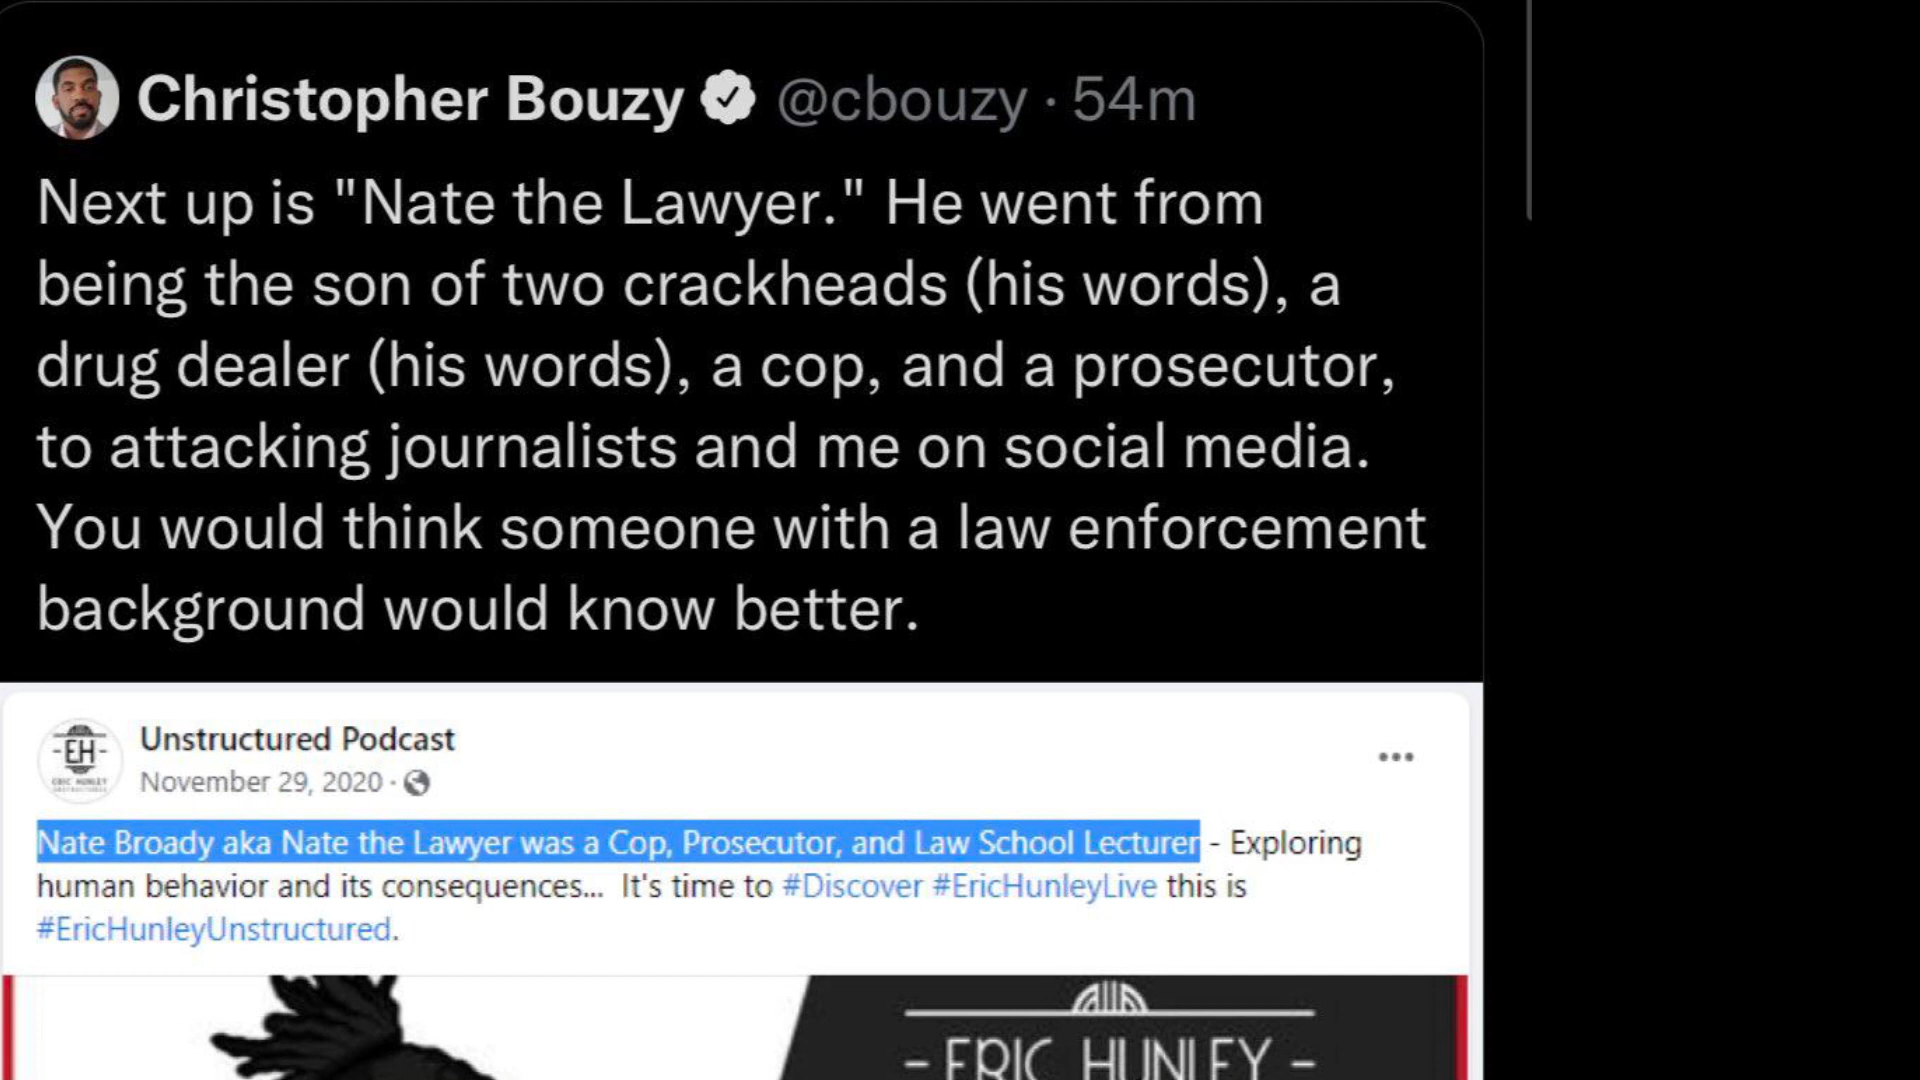 Christopher Bouzy @cbouzy · 54m
Next up is "Nate the Lawyer." He went from
being the son of two crackheads (his words), a
drug dealer (his words), a cop, and a prosecutor,
to attacking journalists and me on social media.
You would think someone with a law enforcement
background would know better.
-EH-
ERIC HUNLEY
Unstructured Podcast
November 29, 2020 ·
Nate Broady aka Nate the Lawyer was a Cop, Prosecutor, and Law School Lecturer - Exploring
human behavior and its consequences... It's time to #Discover #EricHunleyLive this is
#EricHunleyUnstructured.
- ERIC HUNLEY -